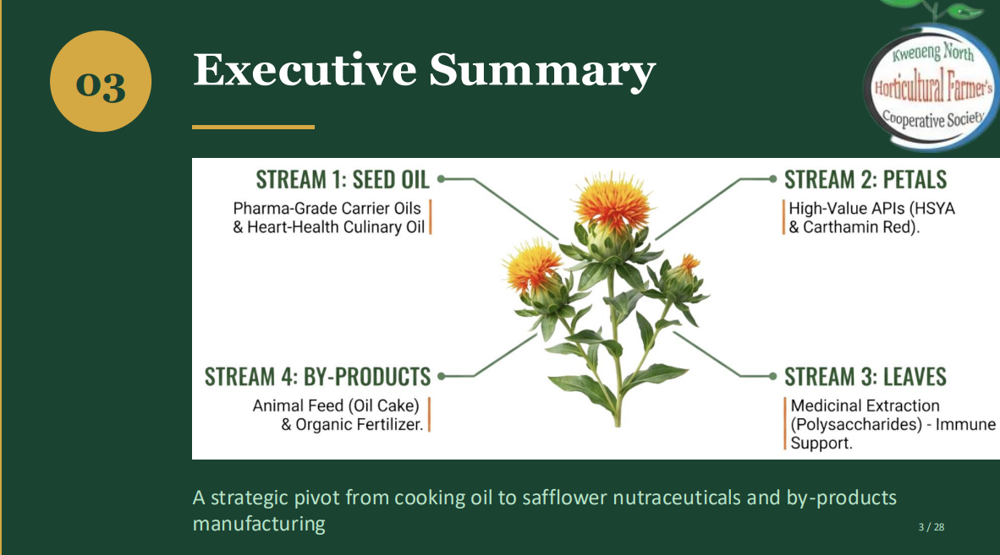 03
Executive Summary
Kweneng North
Horticultural Farmer's
Cooperative Society
STREAM 1: SEED OIL
Pharma-Grade Carrier Oils
& Heart-Health Culinary Oil
STREAM 2: PETALS
High-Value APIs (HSYA
& Carthamin Red).
STREAM 4: BY-PRODUCTS
Animal Feed (Oil Cake)
& Organic Fertilizer.
STREAM 3: LEAVES
Medicinal Extraction
(Polysaccharides) - Immune
Support.
A strategic pivot from cooking oil to safflower nutraceuticals and by-products
manufacturing
3 / 28